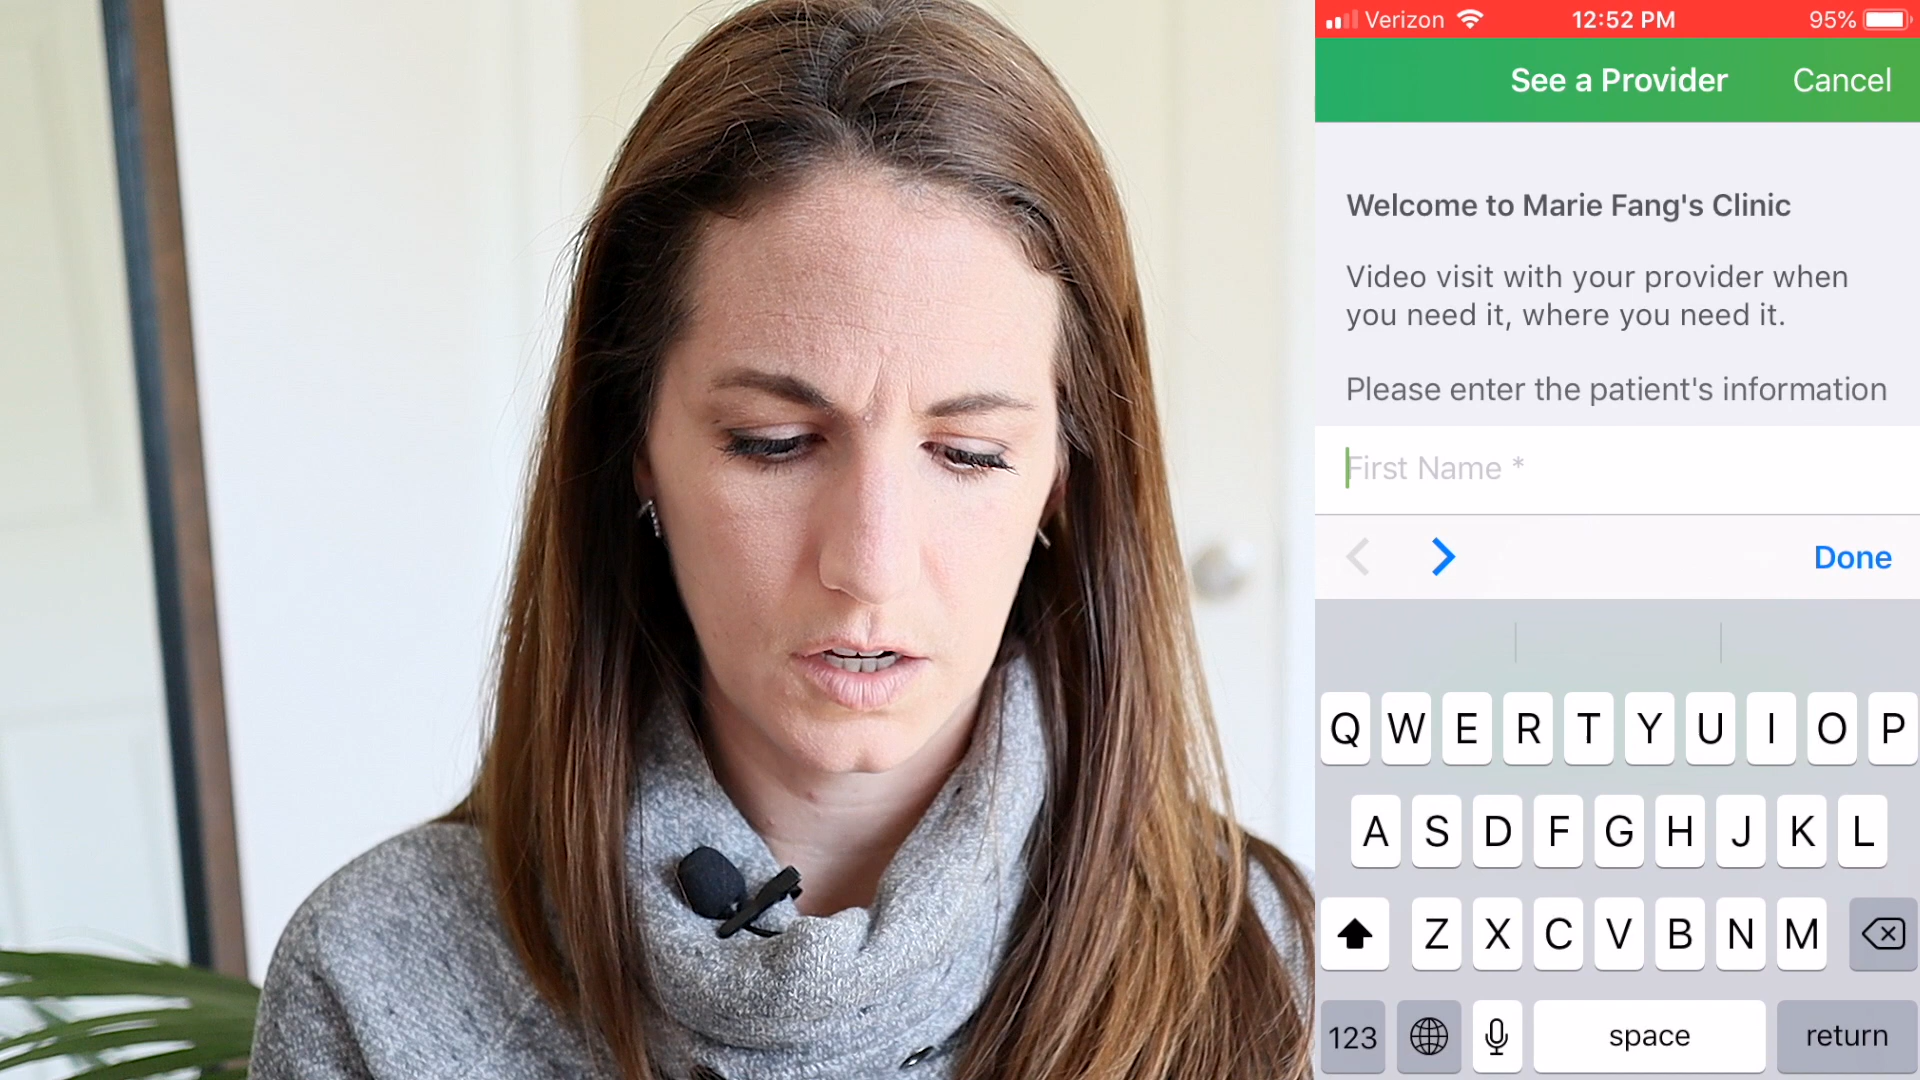 Verizon 12:52 PM 95%
See a Provider Cancel
Welcome to Marie Fang's Clinic
Video visit with your provider when
you need it, where you need it.
Please enter the patient's information
First Name *
Done
Q W E R T Y U I O P
A S D F G H J K L
Z X C V B N M
123 space return